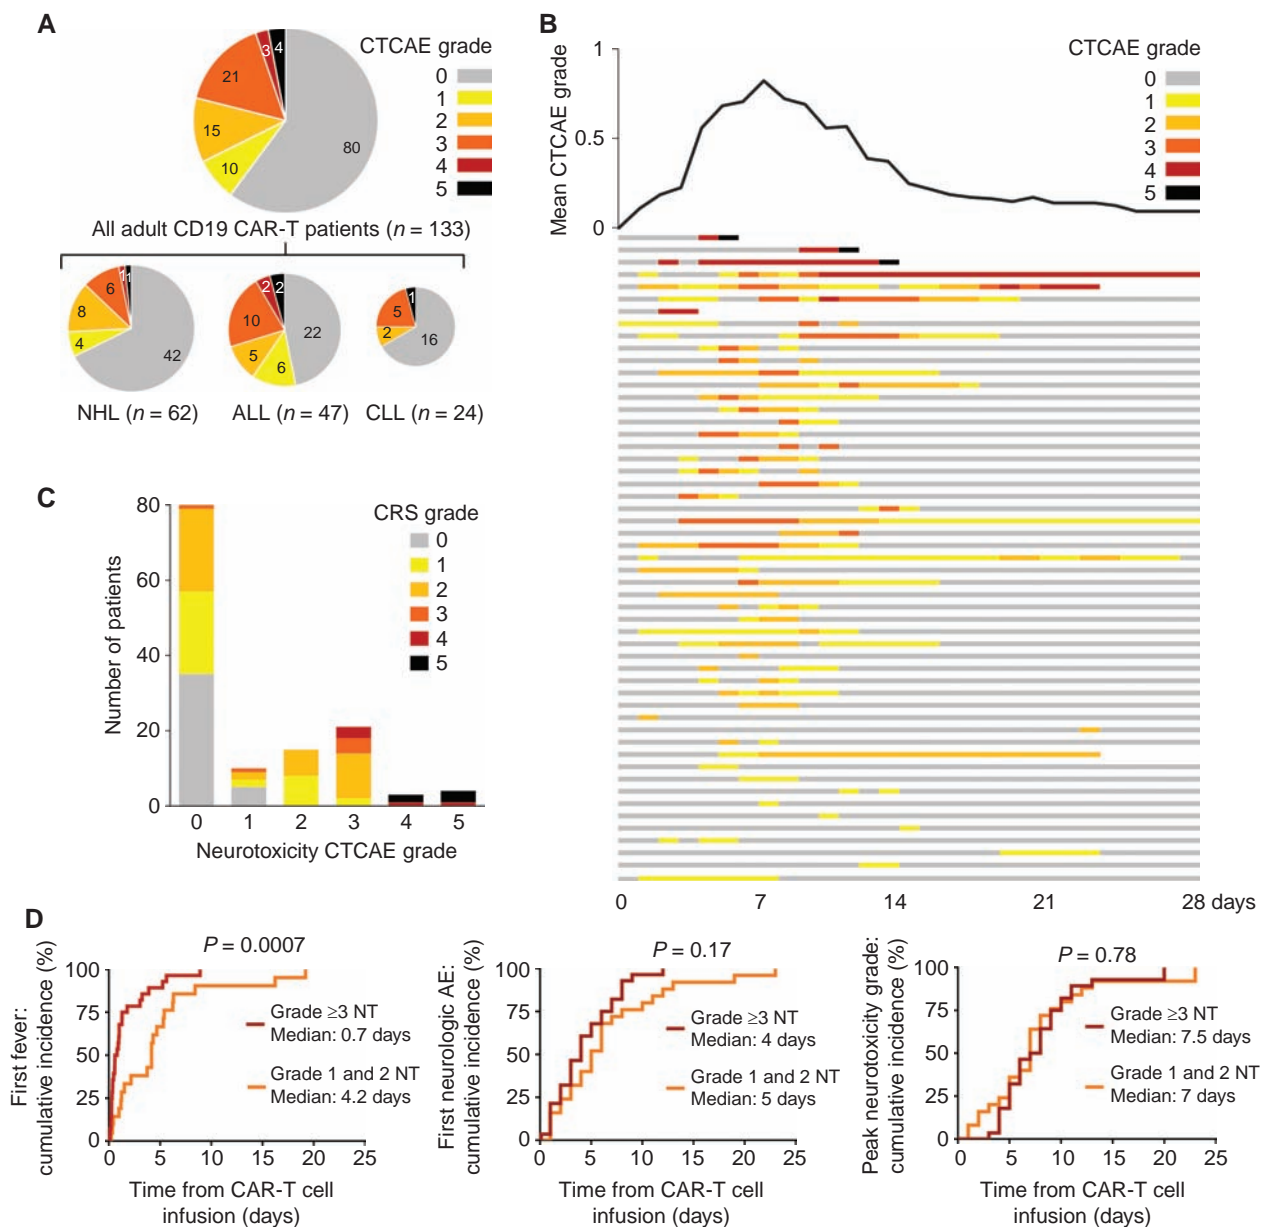 A
CTCAE grade
0
1
2
3
4
5
80
10
15
21
3
4
All adult CD19 CAR-T patients (n = 133)
42
4
8
6
1
1
22
6
5
10
2
2
16
2
5
1
NHL (n = 62)
ALL (n = 47)
CLL (n = 24)
B
Mean CTCAE grade
1
0.5
0
CTCAE grade
0
1
2
3
4
5
0 7 14 21 28 days
C
Number of patients
80
60
40
20
0
CRS grade
0
1
2
3
4
5
0 1 2 3 4 5
Neurotoxicity CTCAE grade
D
First fever:
cumulative incidence (%)
P = 0.0007
100
75
50
25
0
Grade ≥3 NT
Median: 0.7 days
Grade 1 and 2 NT
Median: 4.2 days
0 5 10 15 20 25
Time from CAR-T cell
infusion (days)
First neurologic AE:
cumulative incidence (%)
P = 0.17
100
75
50
25
0
Grade ≥3 NT
Median: 4 days
Grade 1 and 2 NT
Median: 5 days
0 5 10 15 20 25
Time from CAR-T cell
infusion (days)
Peak neurotoxicity grade:
cumulative incidence (%)
P = 0.78
100
75
50
25
0
Grade ≥3 NT
Median: 7.5 days
Grade 1 and 2 NT
Median: 7 days
0 5 10 15 20 25
Time from CAR-T cell
infusion (days)